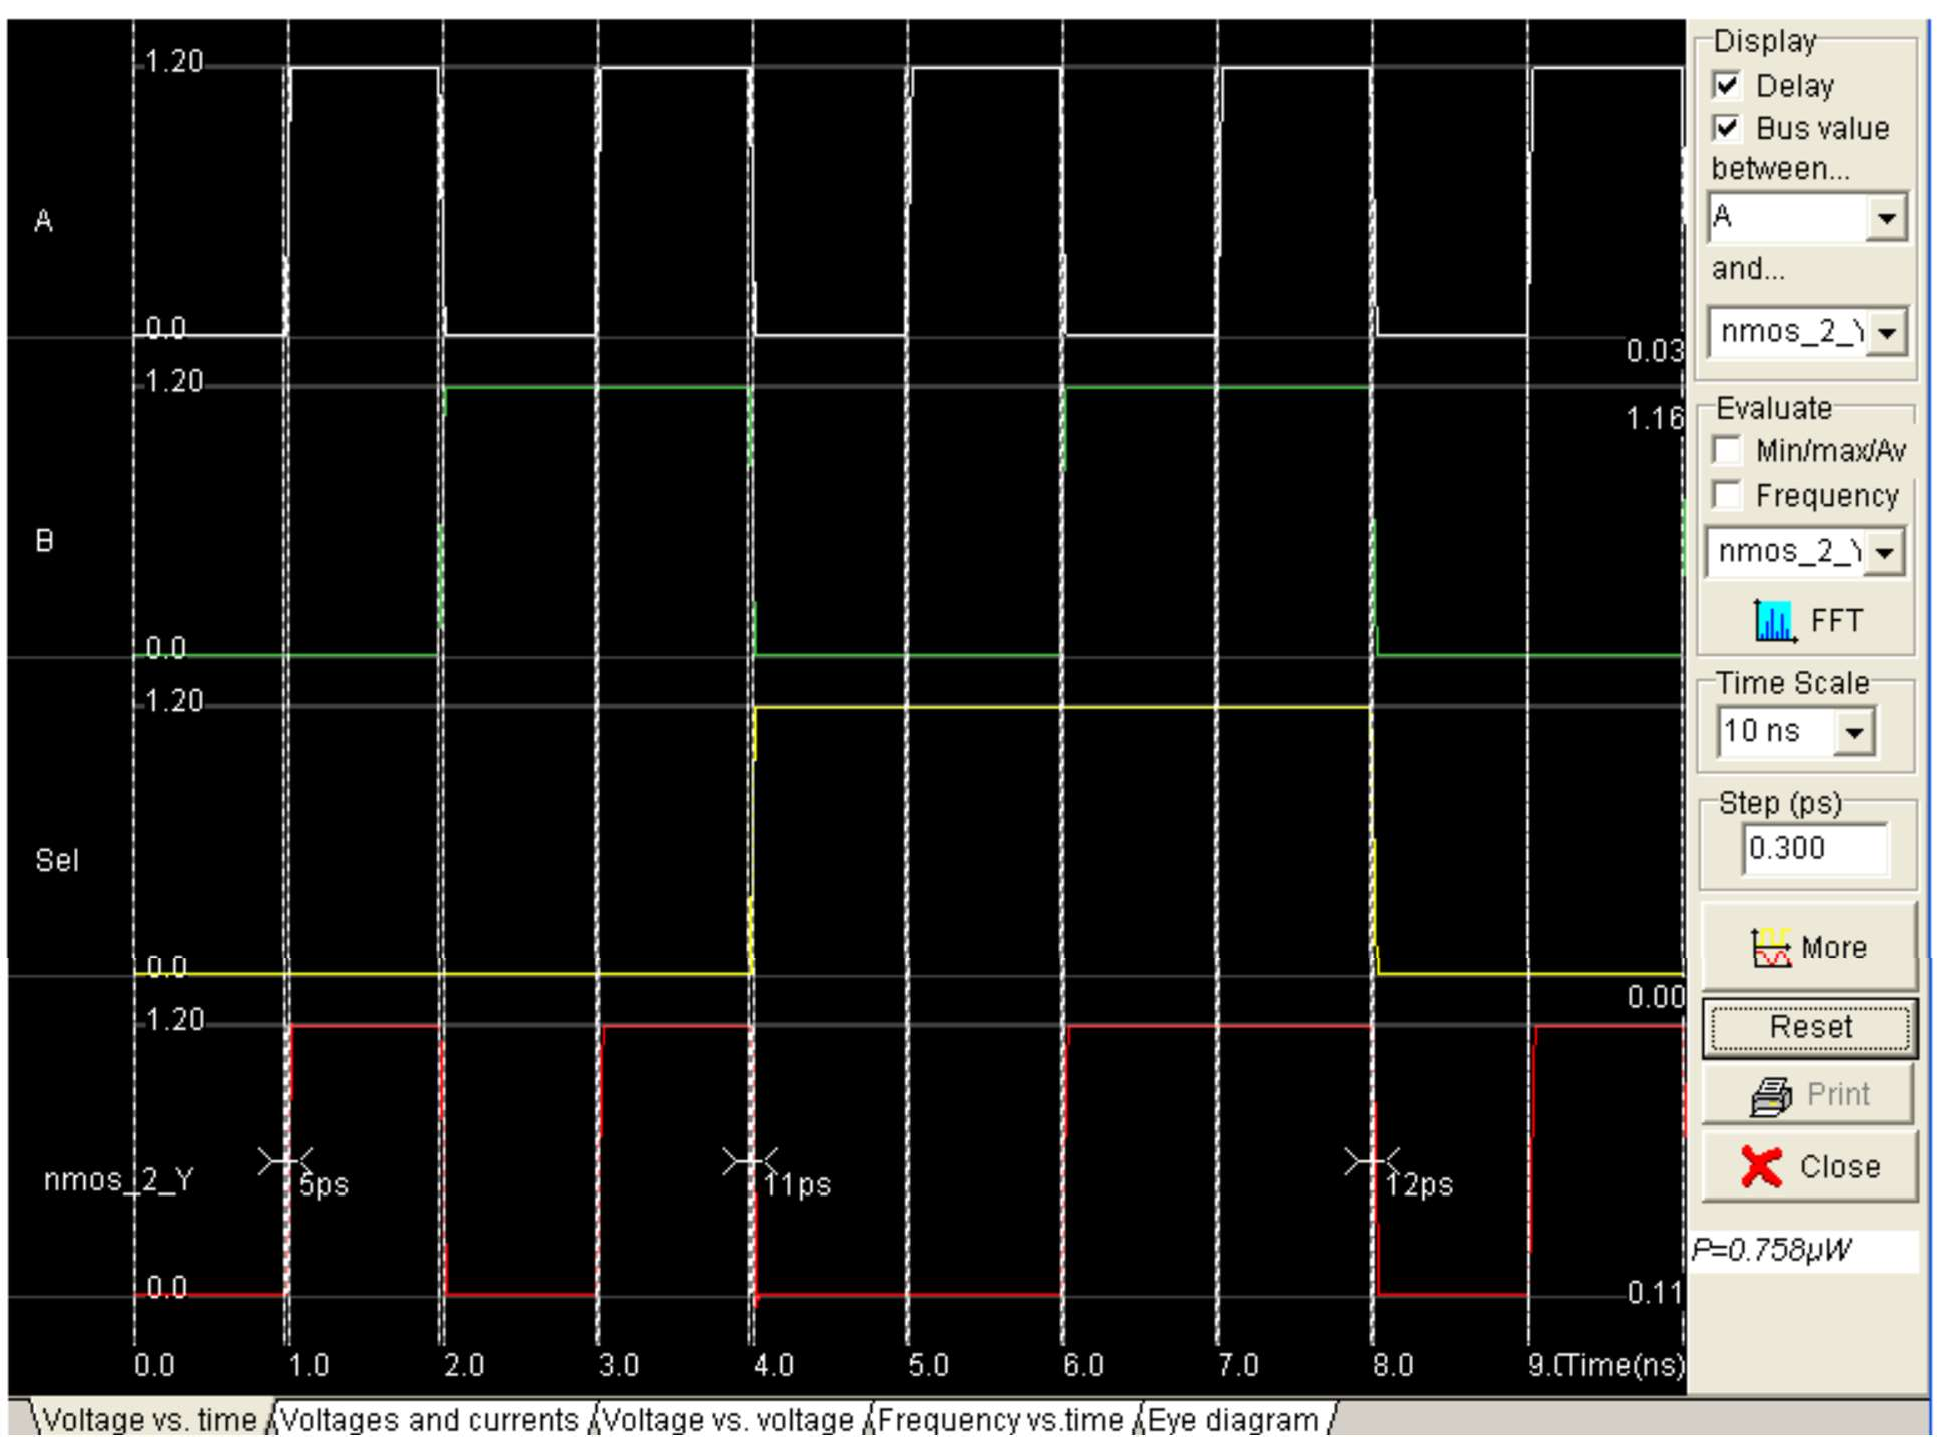 1.20
A
0.0
0.03
1.20
1.16
B
0.0
1.20
Sel
0.0
0.00
1.20
nmos_2_Y
5ps
11ps
12ps
0.0
0.11
0.0 1.0 2.0 3.0 4.0 5.0 6.0 7.0 8.0 9.0 Time(ns)
Voltage vs. time Voltages and currents Voltage vs. voltage Frequency vs.time Eye diagram
Display
Delay
Bus value
between...
A
and...
nmos_2_Y
Evaluate
Min/max/Av
Frequency
nmos_2_Y
FFT
Time Scale
10 ns
Step (ps)
0.300
More
Reset
Print
Close
P=0.758µW